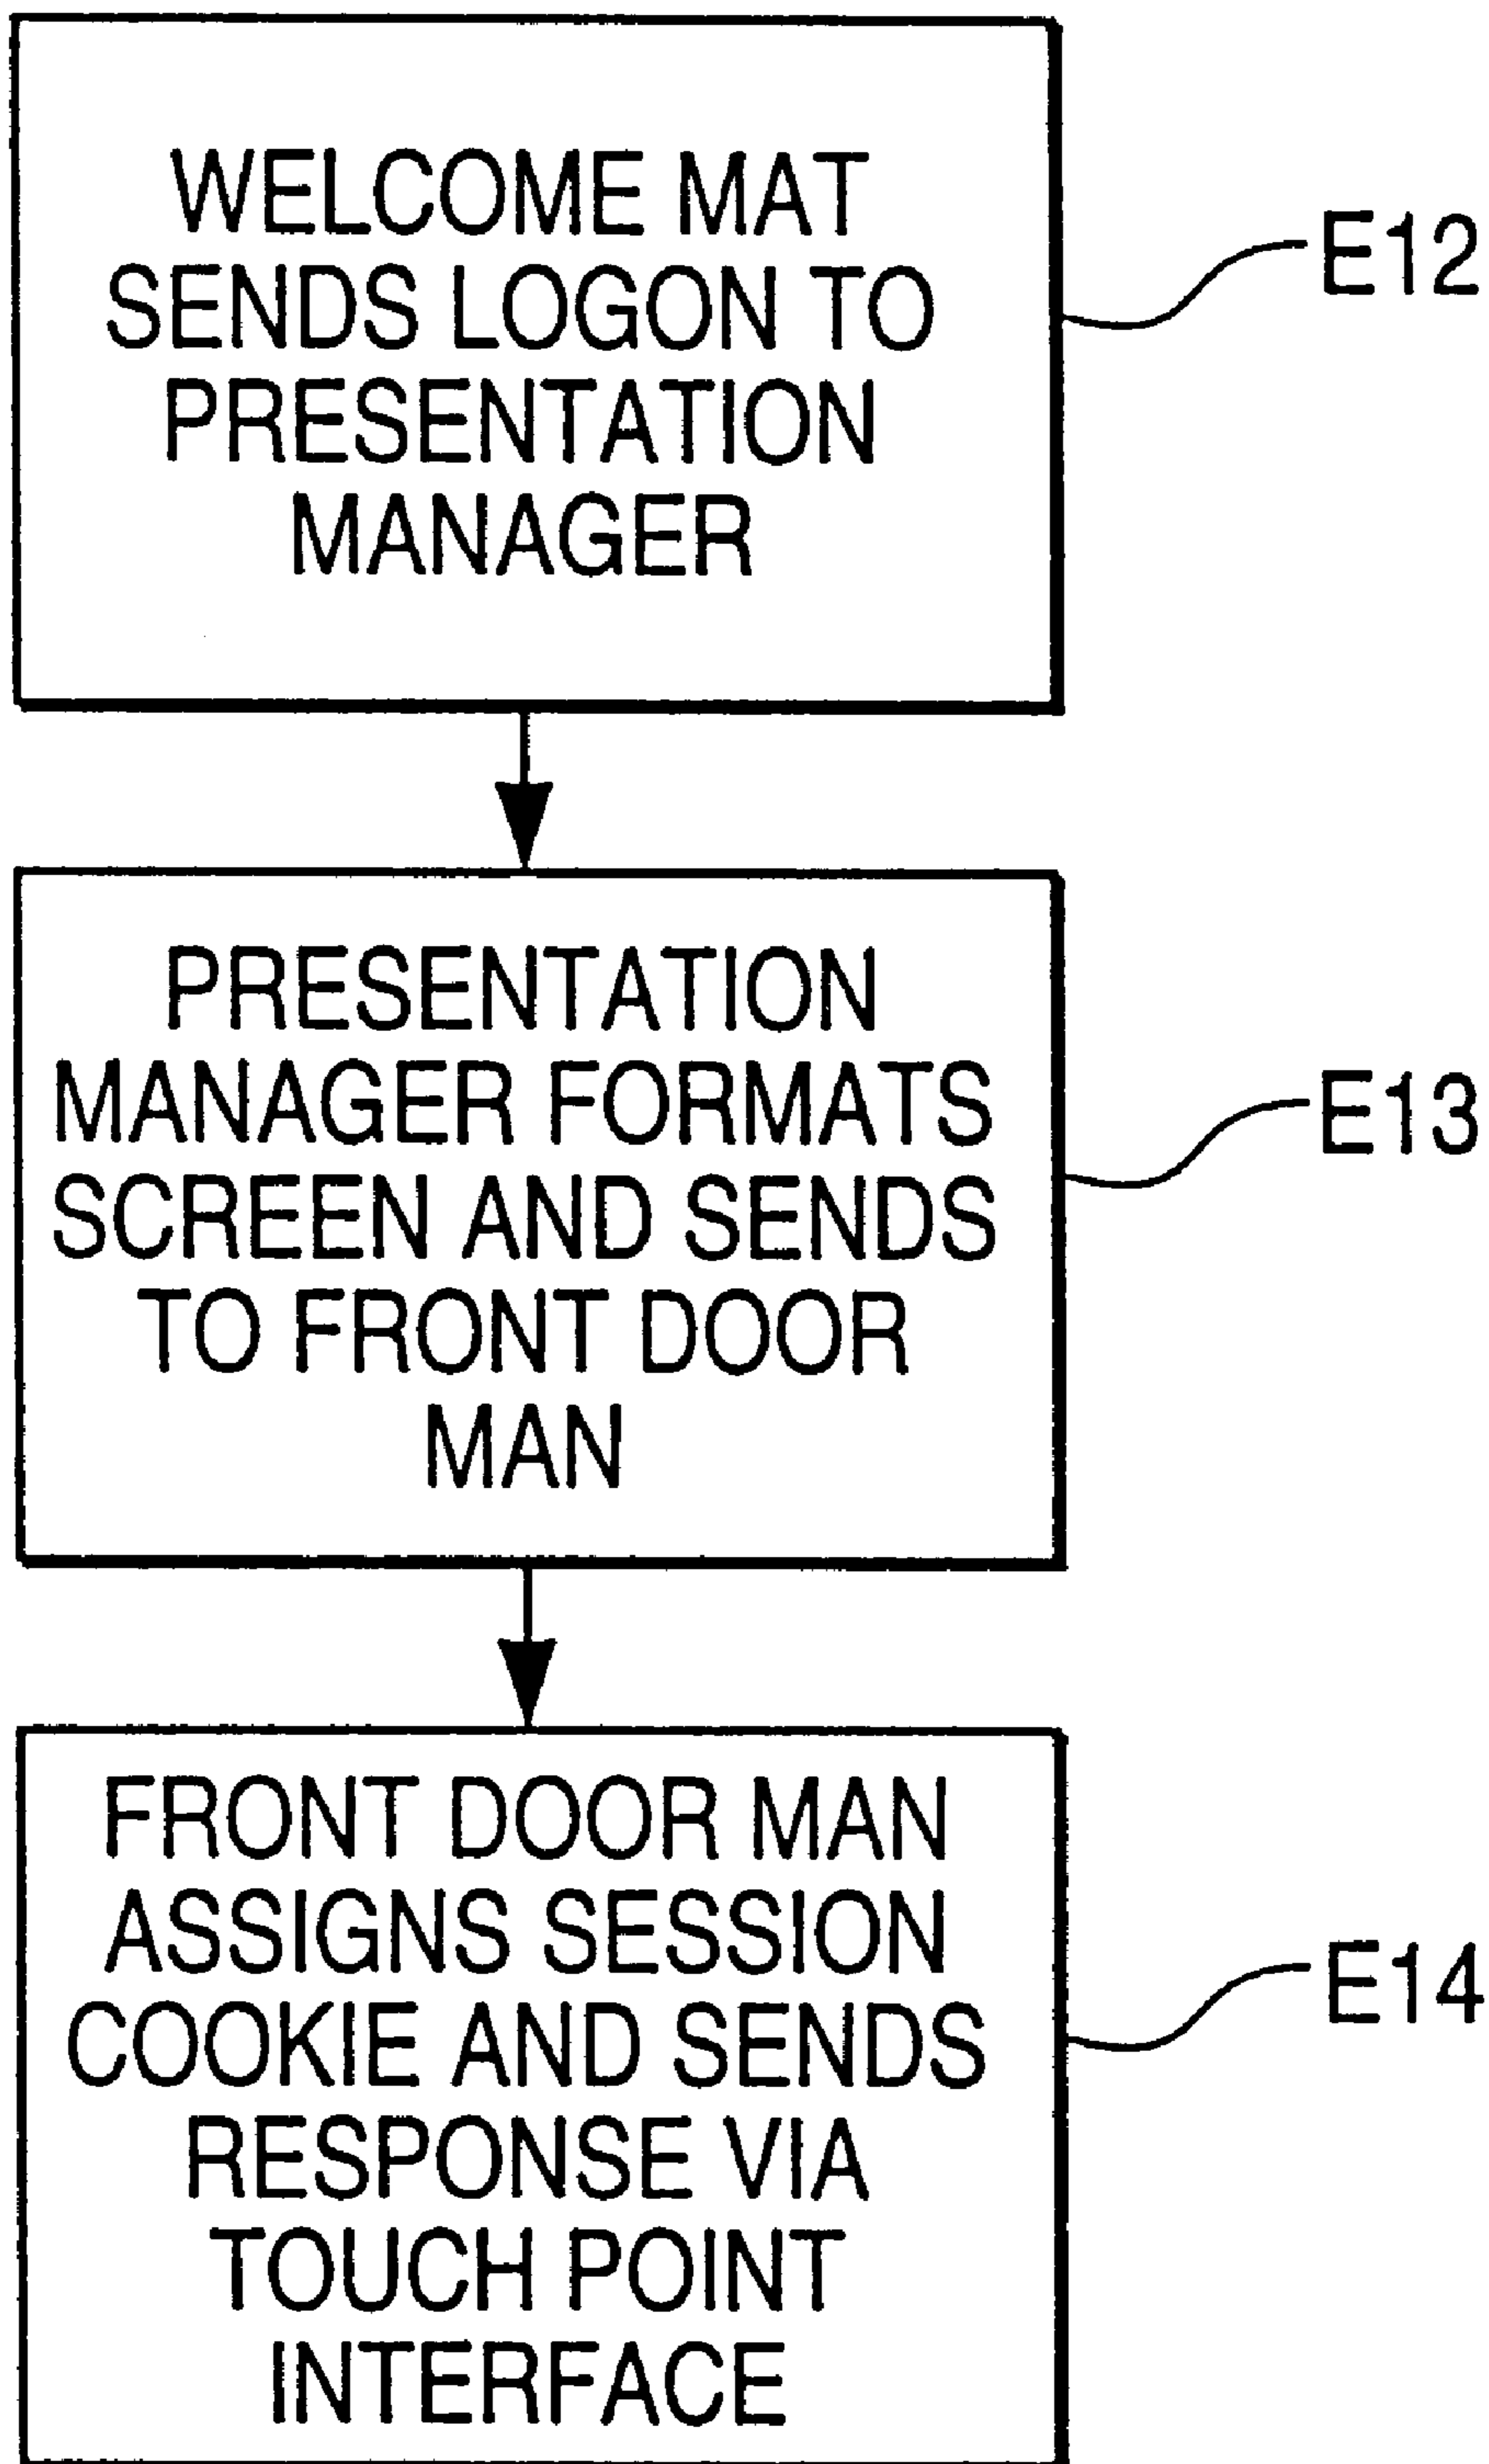 WELCOME MAT
SENDS LOGON TO
PRESENTATION
MANAGER
E12
PRESENTATION
MANAGER FORMATS
SCREEN AND SENDS
TO FRONT DOOR
MAN
E13
FRONT DOOR MAN
ASSIGNS SESSION
COOKIE AND SENDS
RESPONSE VIA
TOUCH POINT
INTERFACE
E14